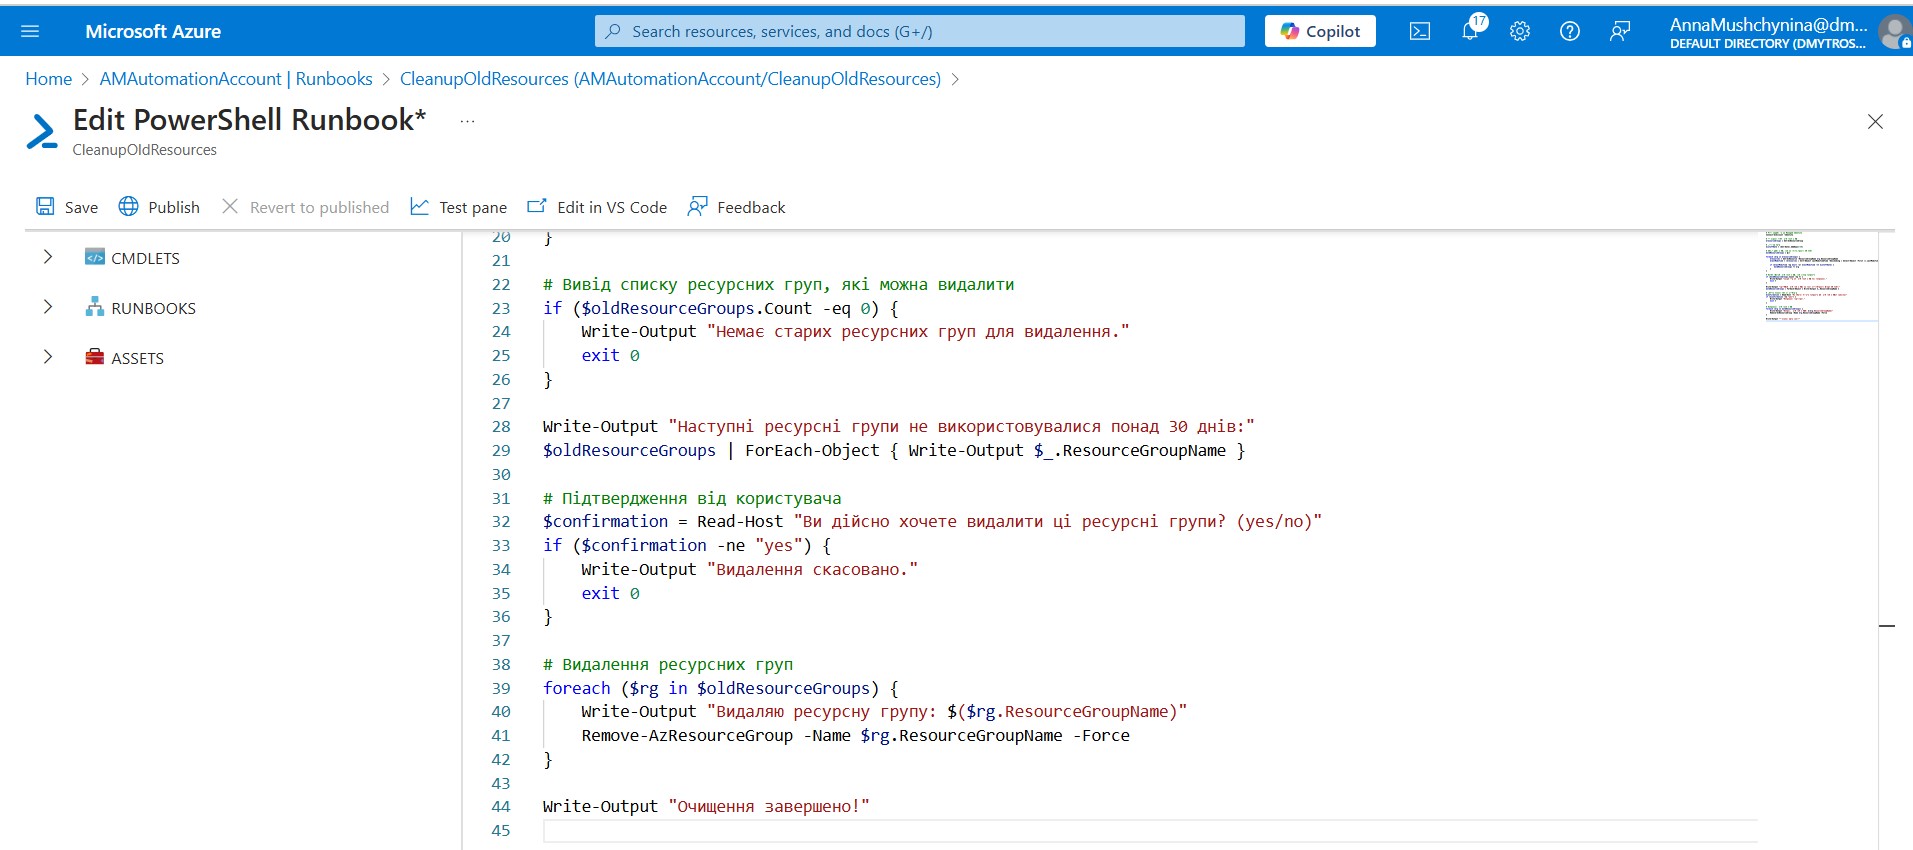 Microsoft Azure
Search resources, services, and docs (G+/)
Copilot
17
AnnaMushchynina@dm...
DEFAULT DIRECTORY (DMYTROS...
Home > AMAutomationAccount | Runbooks > CleanupOldResources (AMAutomationAccount/CleanupOldResources) >
Edit PowerShell Runbook* ...
CleanupOldResources
Save Publish Revert to published Test pane Edit in VS Code Feedback
CMDLETS
RUNBOOKS
ASSETS
20 }
21
22 # Вивід списку ресурсних груп, які можна видалити
23 if ($oldResourceGroups.Count -eq 0) {
24 Write-Output "Немає старих ресурсних груп для видалення."
25 exit 0
26 }
27
28 Write-Output "Наступні ресурсні групи не використовувалися понад 30 днів:"
29 $oldResourceGroups | ForEach-Object { Write-Output $_.ResourceGroupName }
30
31 # Підтвердження від користувача
32 $confirmation = Read-Host "Ви дійсно хочете видалити ці ресурсні групи? (yes/no)"
33 if ($confirmation -ne "yes") {
34 Write-Output "Видалення скасовано."
35 exit 0
36 }
37
38 # Видалення ресурсних груп
39 foreach ($rg in $oldResourceGroups) {
40 Write-Output "Видаляю ресурсну групу: $($rg.ResourceGroupName)"
41 Remove-AzResourceGroup -Name $rg.ResourceGroupName -Force
42 }
43
44 Write-Output "Очищення завершено!"
45